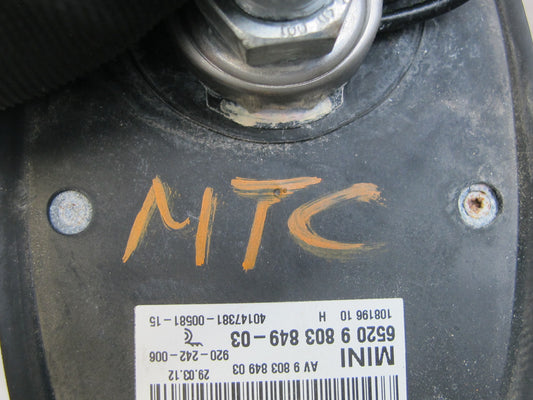 MTC
MINI
6520 9 803 849-03
108196 10 H 40147381-00581-15
AV 9 803 849 03
29.03.12 920-242-006